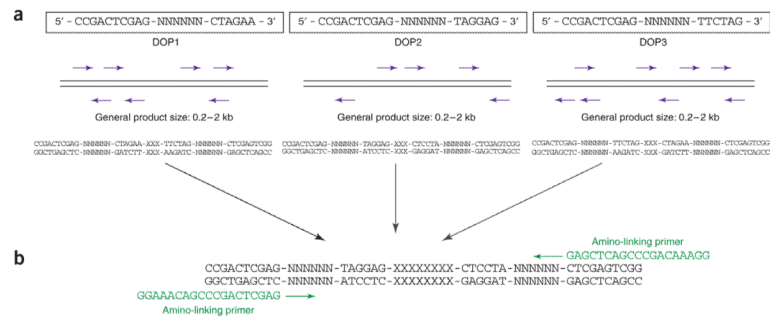 a
5′ - CCGACTCGAG - NNNNNN - CTAGAA - 3′
5′ - CCGACTCGAG - NNNNNN - TAGGAG - 3′
5′ - CCGACTCGAG - NNNNNN - TTCTAG - 3′
DOP1
DOP2
DOP3
General product size: 0.2–2 kb
General product size: 0.2–2 kb
General product size: 0.2–2 kb
CCGACTCGAG-NNNNNN-CTAGAA-XXX-TTCTAG-NNNNNN-CTCGAGTCGG
GGCTGAGCTC-NNNNNN-GATCTT-XXX-AAGATC-NNNNNN-GAGCTCAGCC
CCGACTCGAG-NNNNNN-TAGGAG-XXX-CTCCTA-NNNNNN-CTCGAGTCGG
GGCTGAGCTC-NNNNNN-ATCCTC-XXX-GAGGAT-NNNNNN-GAGCTCAGCC
CCGACTCGAG-NNNNNN-TTCTAG-XXX-CTAGAA-NNNNNN-CTCGAGTCGG
GGCTGAGCTC-NNNNNN-AAGATC-XXX-GATCTT-NNNNNN-GAGCTCAGCC
b
Amino-linking primer
GAGCTCAGCCCGACAAAGG
CCGACTCGAG-NNNNNN-TAGGAG-XXXXXXXX-CTCCTA-NNNNNN-CTCGAGTCGG
GGCTGAGCTC-NNNNNN-ATCCTC-XXXXXXXX-GAGGAT-NNNNNN-GAGCTCAGCC
GGAAACAGCCCGACTCGAG
Amino-linking primer